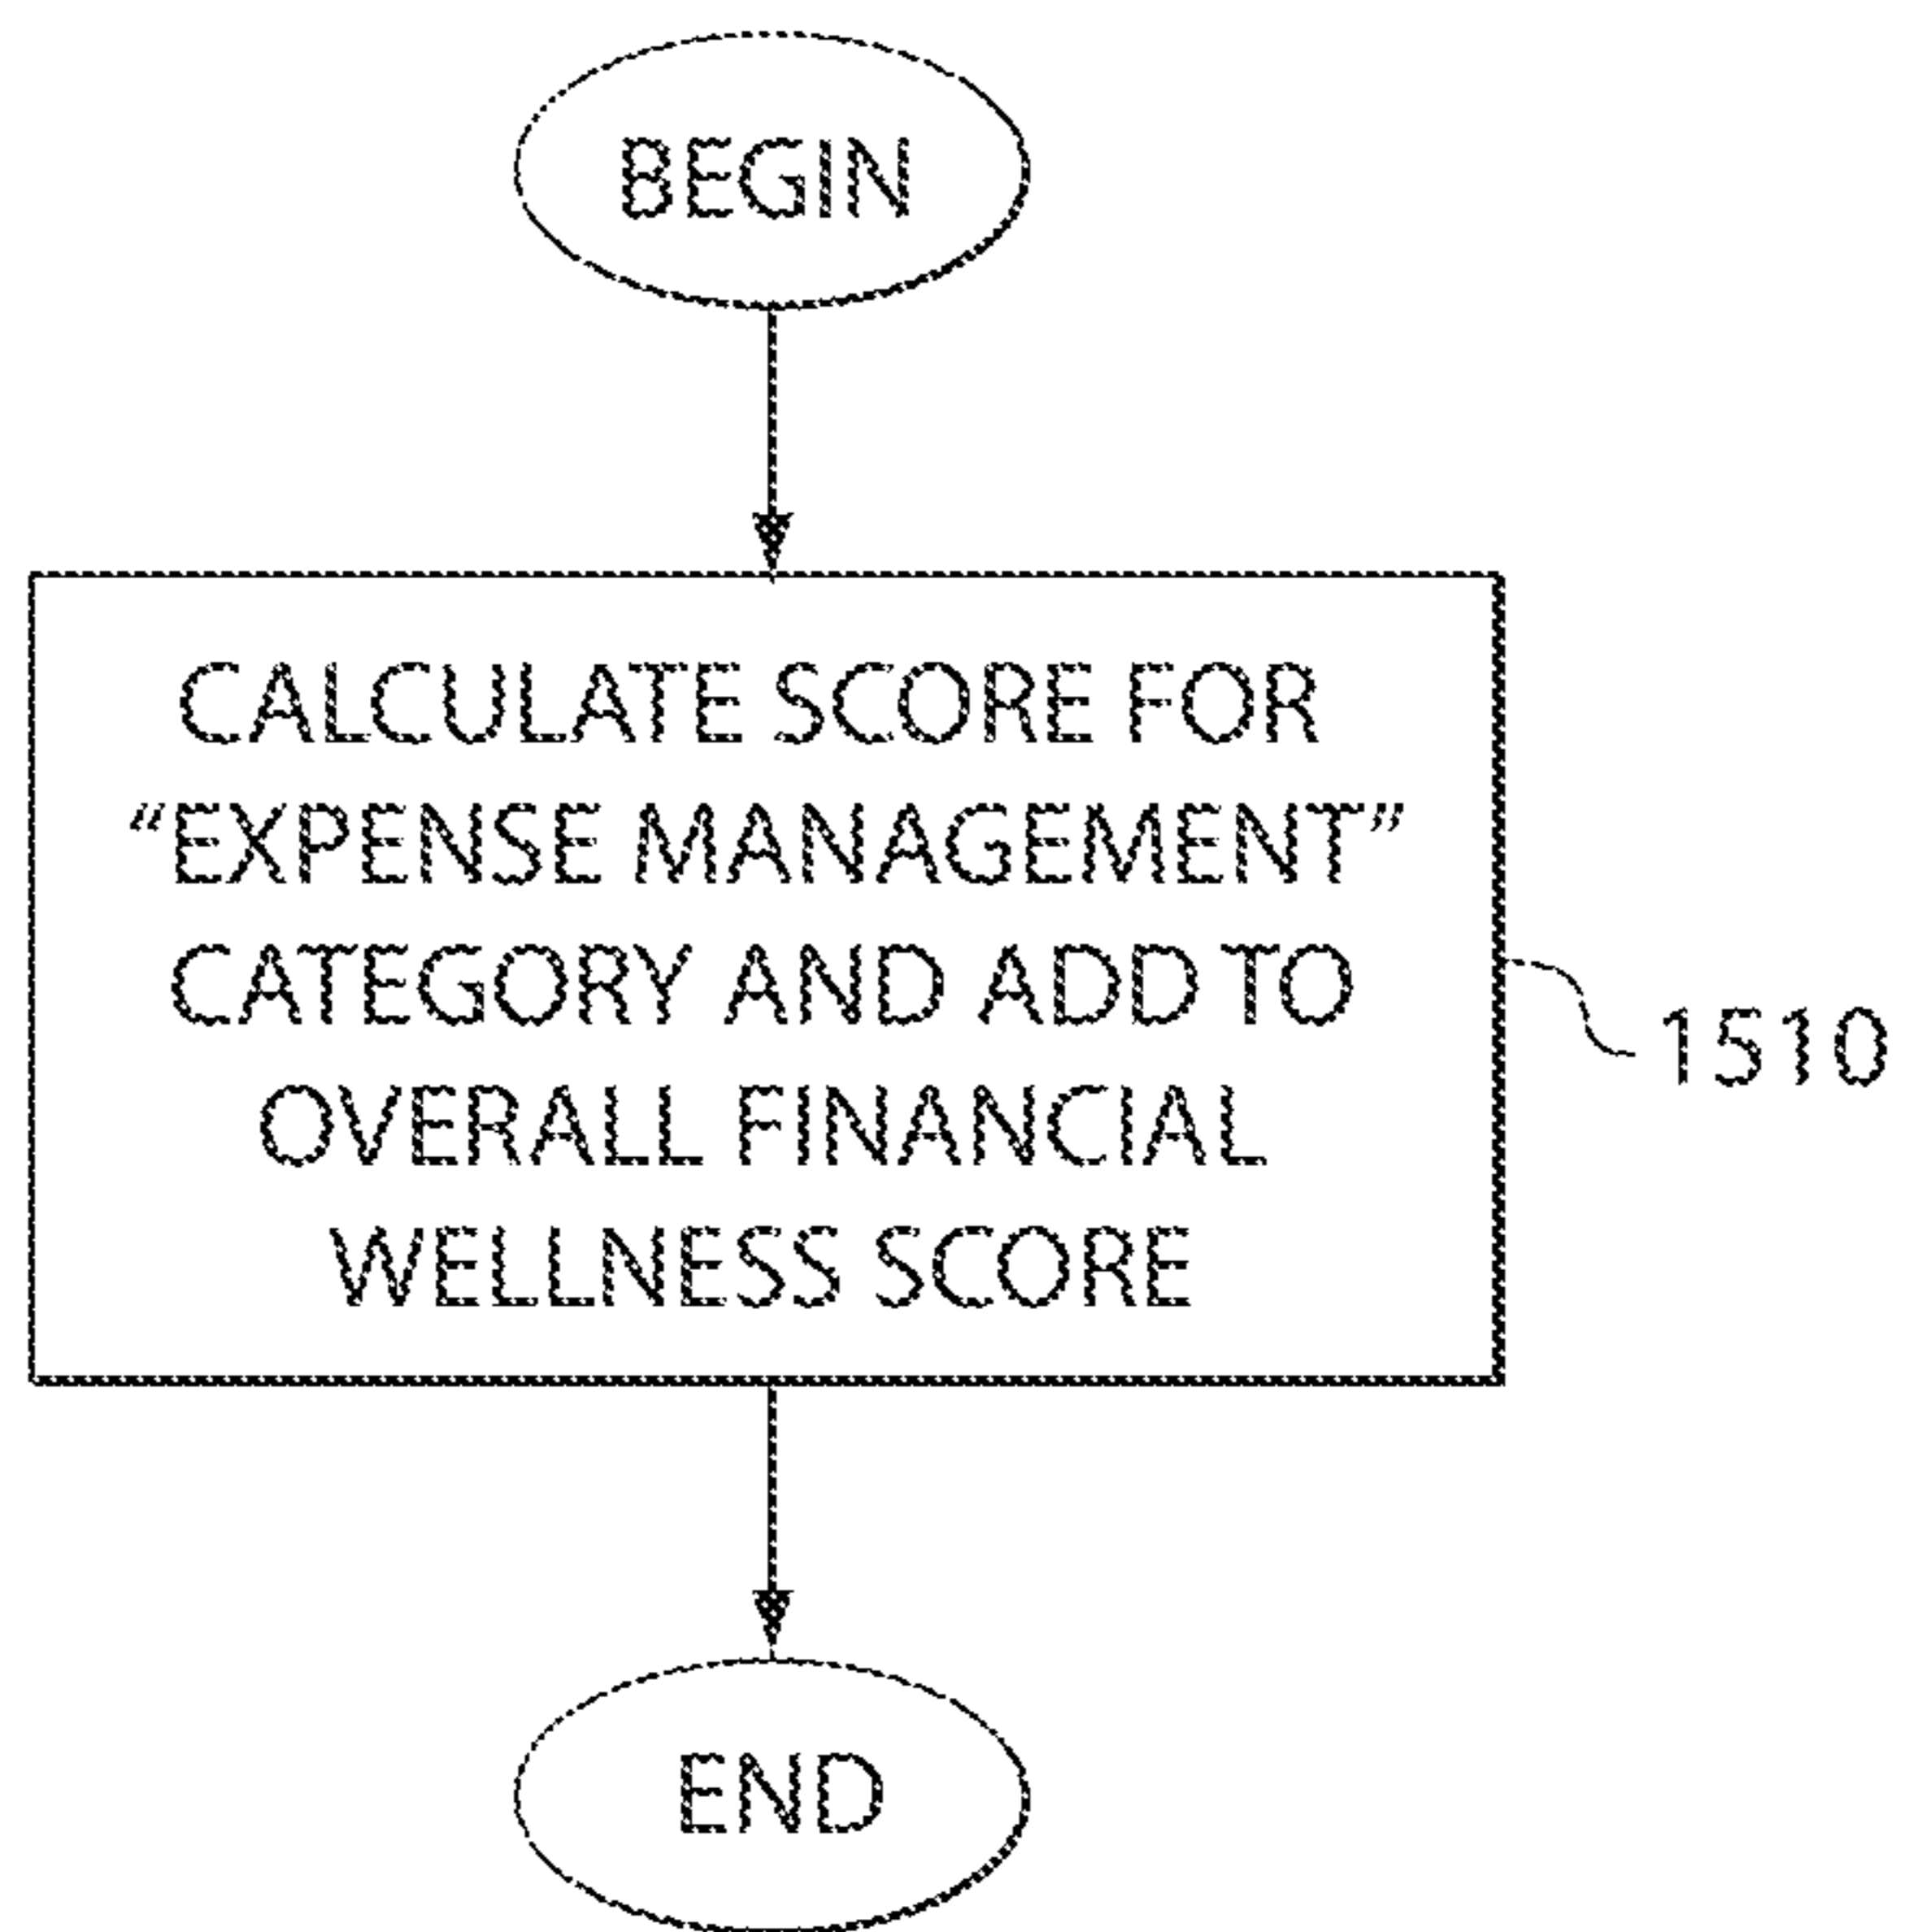 BEGIN
CALCULATE SCORE FOR
“EXPENSE MANAGEMENT”
CATEGORY AND ADD TO
OVERALL FINANCIAL
WELLNESS SCORE
1510
END